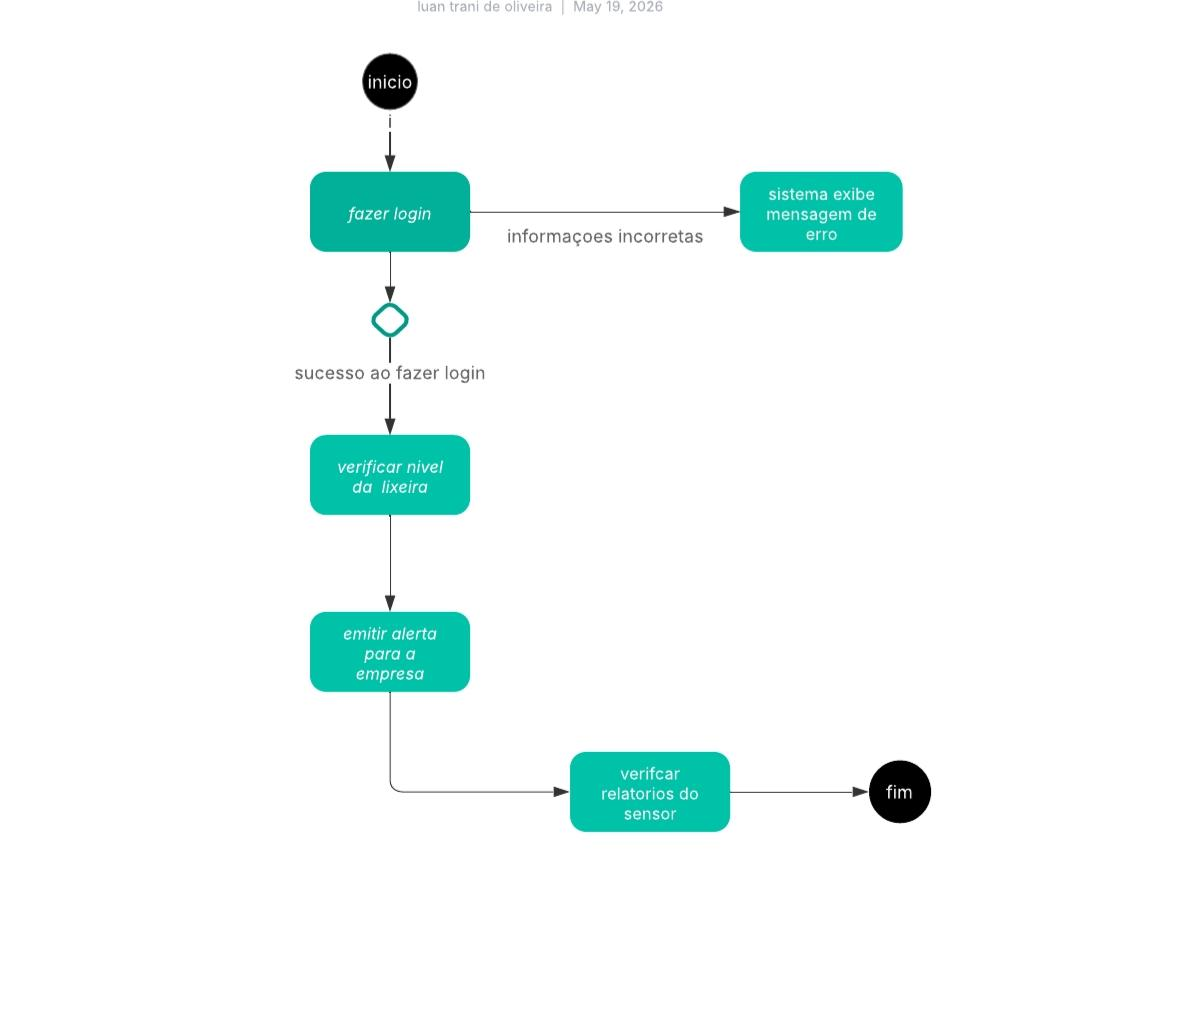 luan trani de oliveira | May 19, 2026
inicio
fazer login
informaçoes incorretas
sistema exibe
mensagem de
erro
sucesso ao fazer login
verificar nivel
da lixeira
emitir alerta
para a
empresa
verifcar
relatorios do
sensor
fim